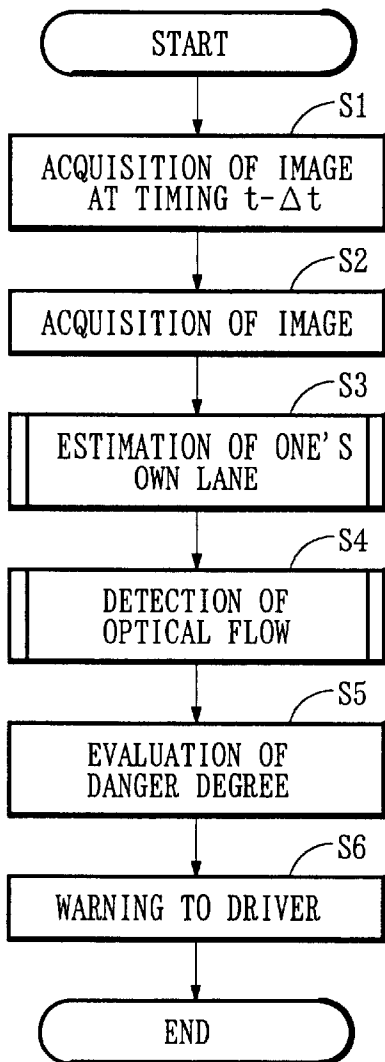 START
S1
ACQUISITION OF IMAGE
AT TIMING t-Δt
S2
ACQUISITION OF IMAGE
S3
ESTIMATION OF ONE'S
OWN LANE
S4
DETECTION OF
OPTICAL FLOW
S5
EVALUATION OF
DANGER DEGREE
S6
WARNING TO DRIVER
END